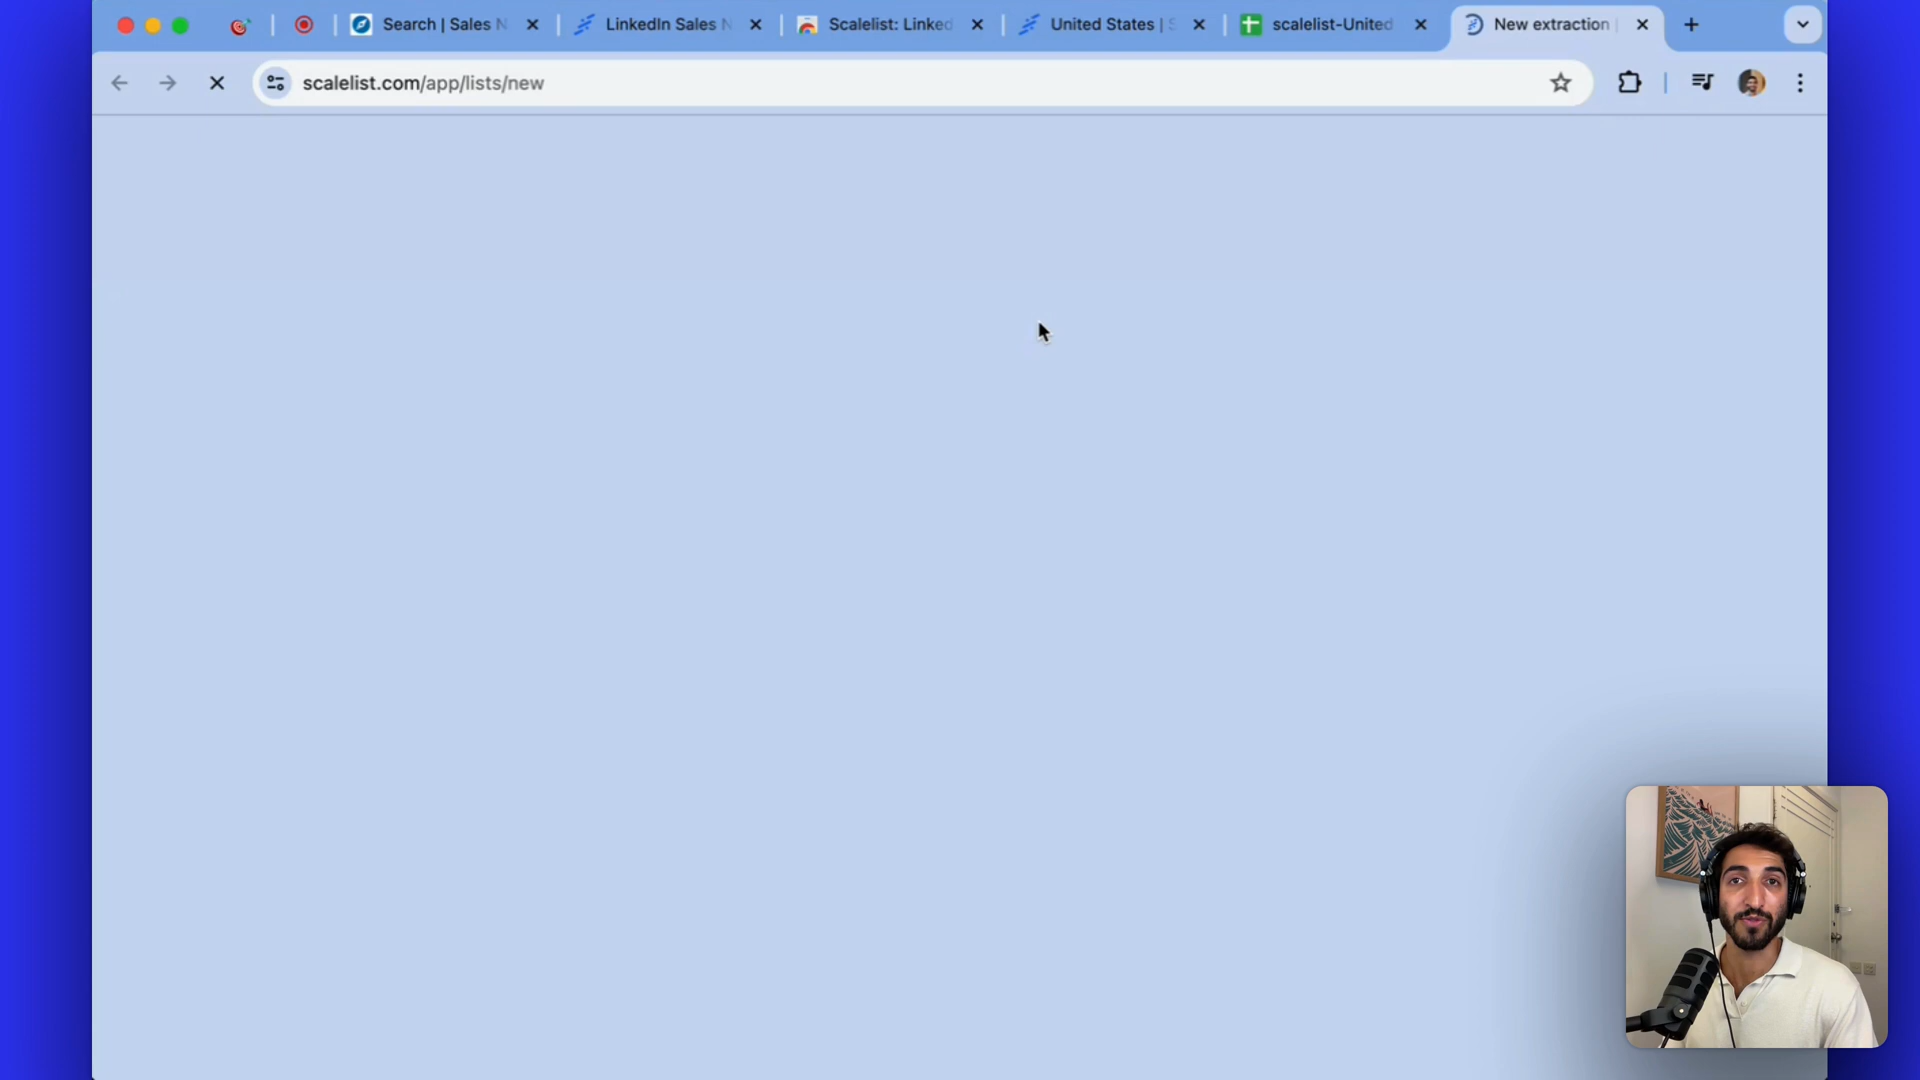 Search | Sales N
LinkedIn Sales N
Scalelist: Linked
United States | S
scalelist-United
New extraction |
scalelist.com/app/lists/new